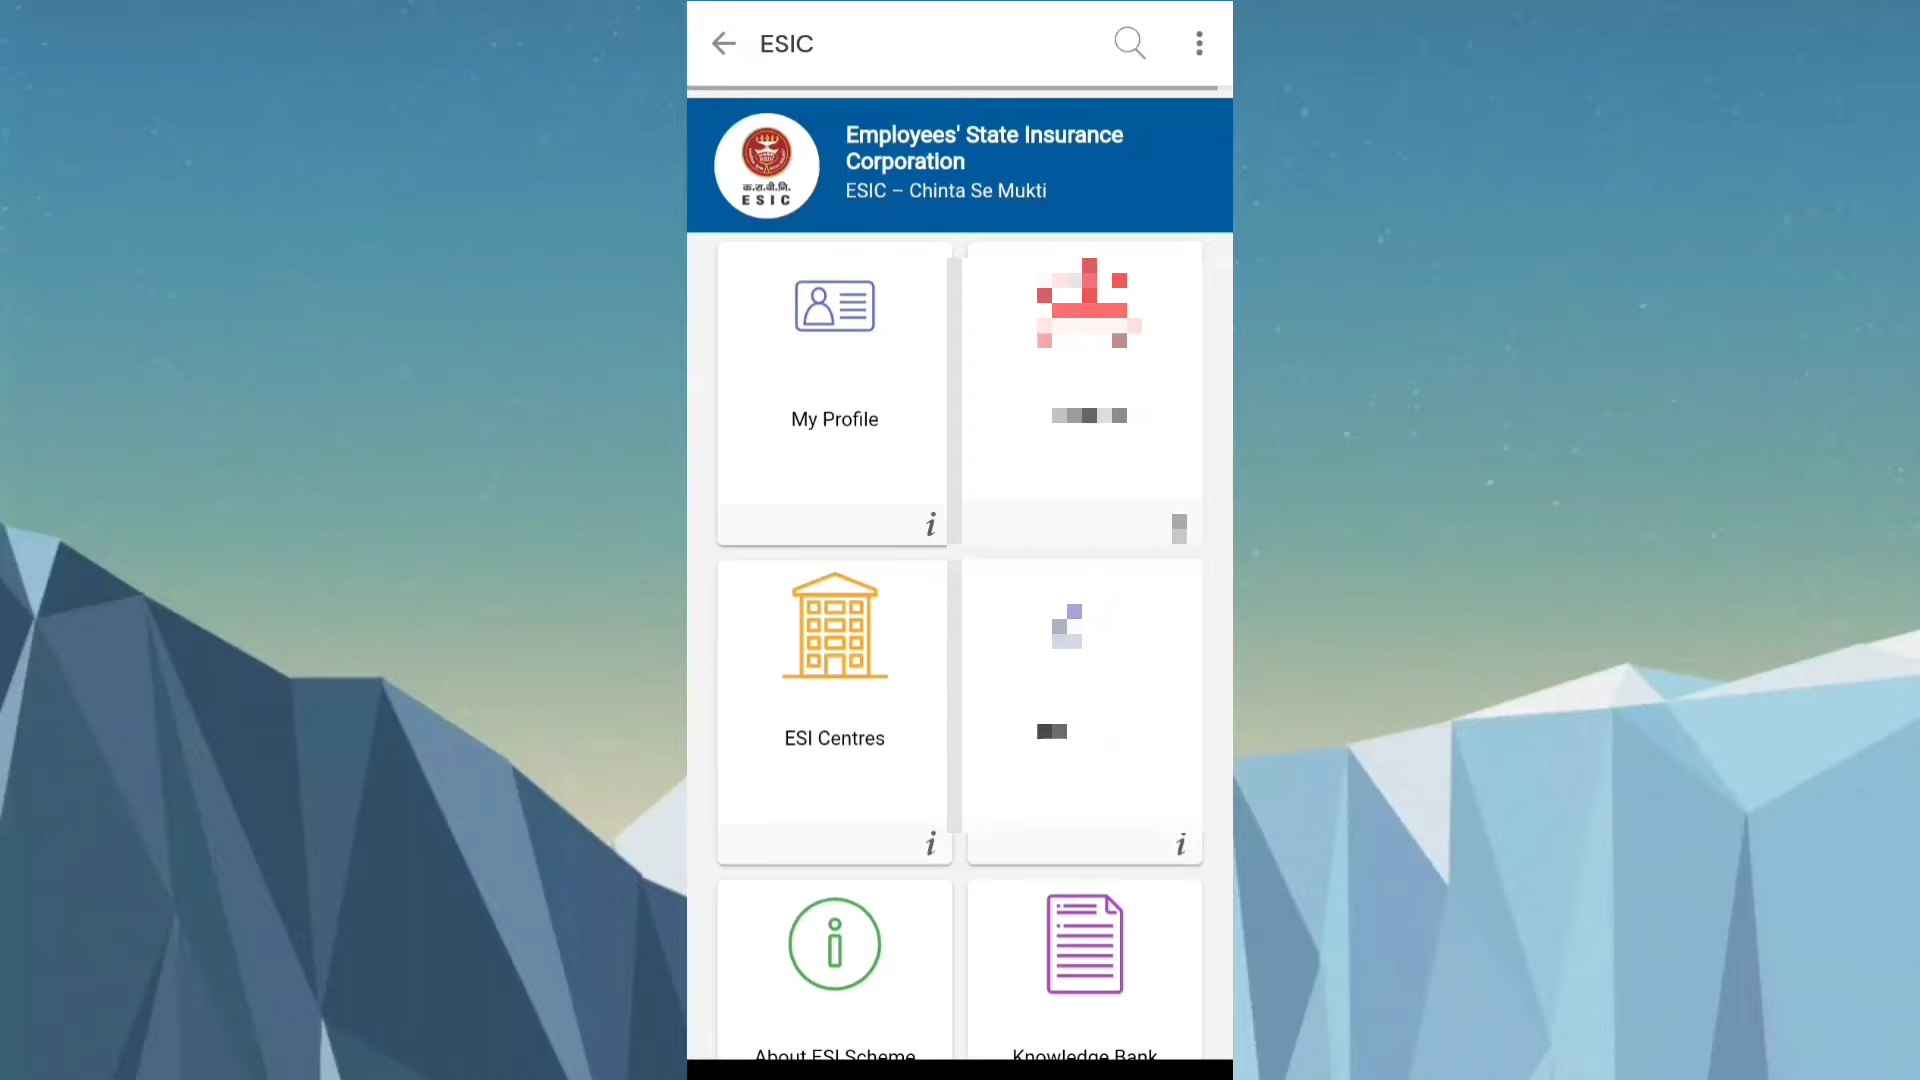 ESIC
Employees' State Insurance
Corporation
ESIC – Chinta Se Mukti
क.रा.बी.नि.
ESIC
My Profile
i
ESI Centres
i
i
About ESI Scheme
Knowledge Bank